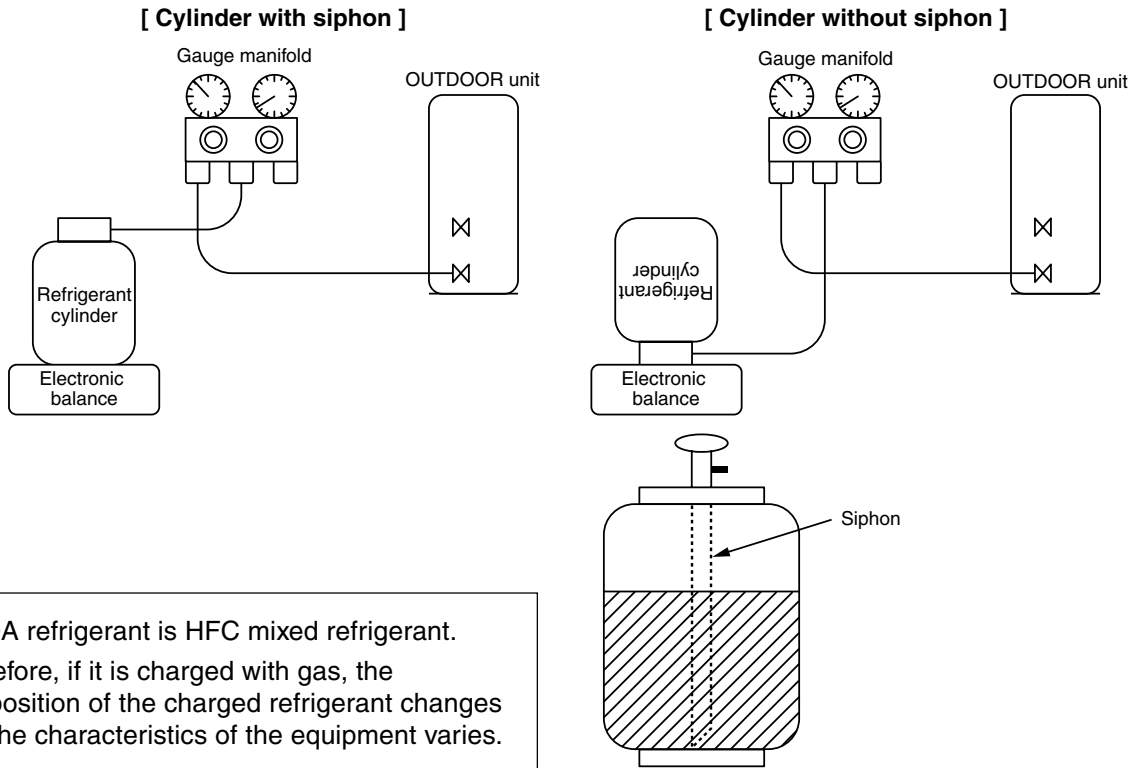 [ Cylinder with siphon ]
Gauge manifold
OUTDOOR unit
Refrigerant
cylinder
Electronic
balance
[ Cylinder without siphon ]
Gauge manifold
OUTDOOR unit
Refrigerant
cylinder
Electronic
balance
Siphon
A refrigerant is HFC mixed refrigerant.
efore, if it is charged with gas, the
position of the charged refrigerant changes
he characteristics of the equipment varies.